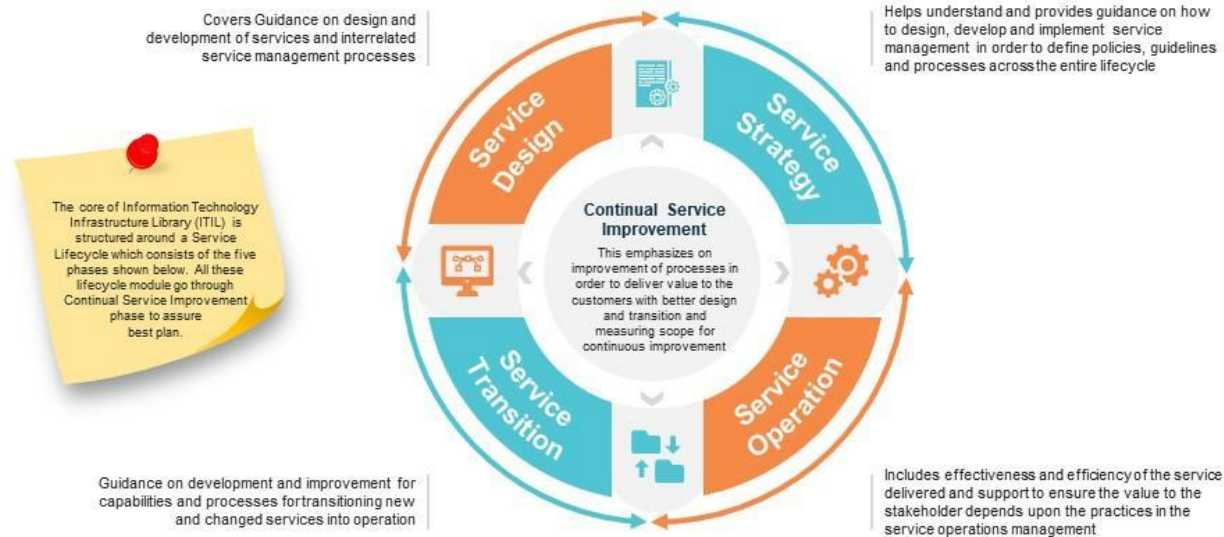 Covers Guidance on design and
development of services and interrelated
service management processes
Helps understand and provides guidance on how
to design, develop and implement service
management in order to define policies, guidelines
and processes across the entire lifecycle
Service
Design
Service
Strategy
The core of Information Technology
Infrastructure Library (ITIL) is
structured around a Service
Lifecycle which consists of the five
phases shown below. All these
lifecycle module go through
Continual Service Improvement
phase to assure
best plan.
Continual Service
Improvement
This emphasizes on
improvement of processes in
order to deliver value to the
customers with better design
and transition and
measuring scope for
continuous improvement
Service
Transition
Service
Operation
Guidance on development and improvement for
capabilities and processes for transitioning new
and changed services into operation
Includes effectiveness and efficiency of the service
delivered and support to ensure the value to the
stakeholder depends upon the practices in the
service operations management